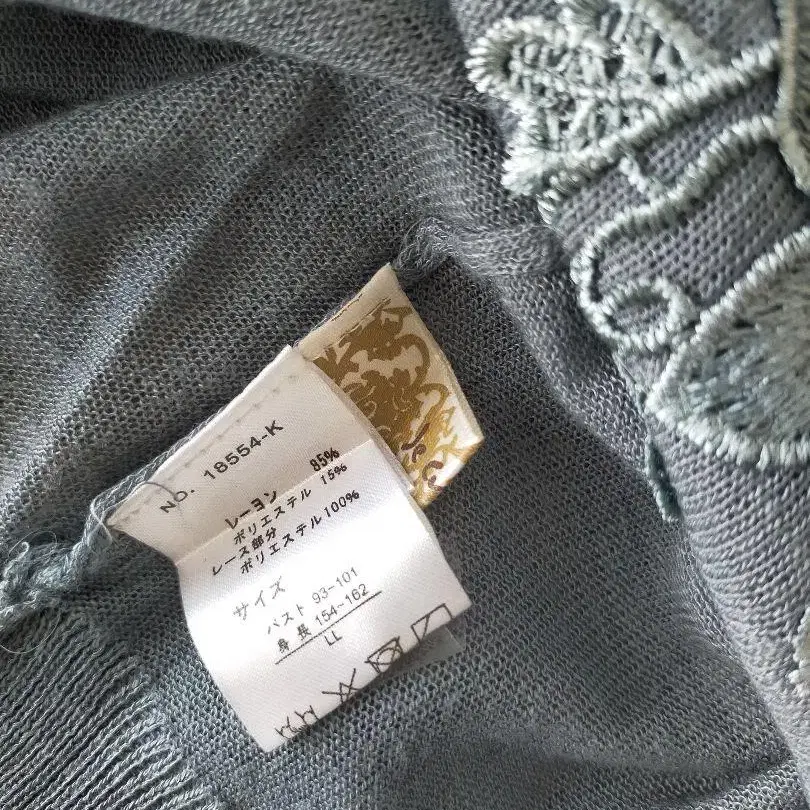 NO. 18554-K
レーヨン 85%
ポリエステル 15%
レース部分
ポリエステル 100%
サイズ
バスト 93-101
身長 154-162
LL